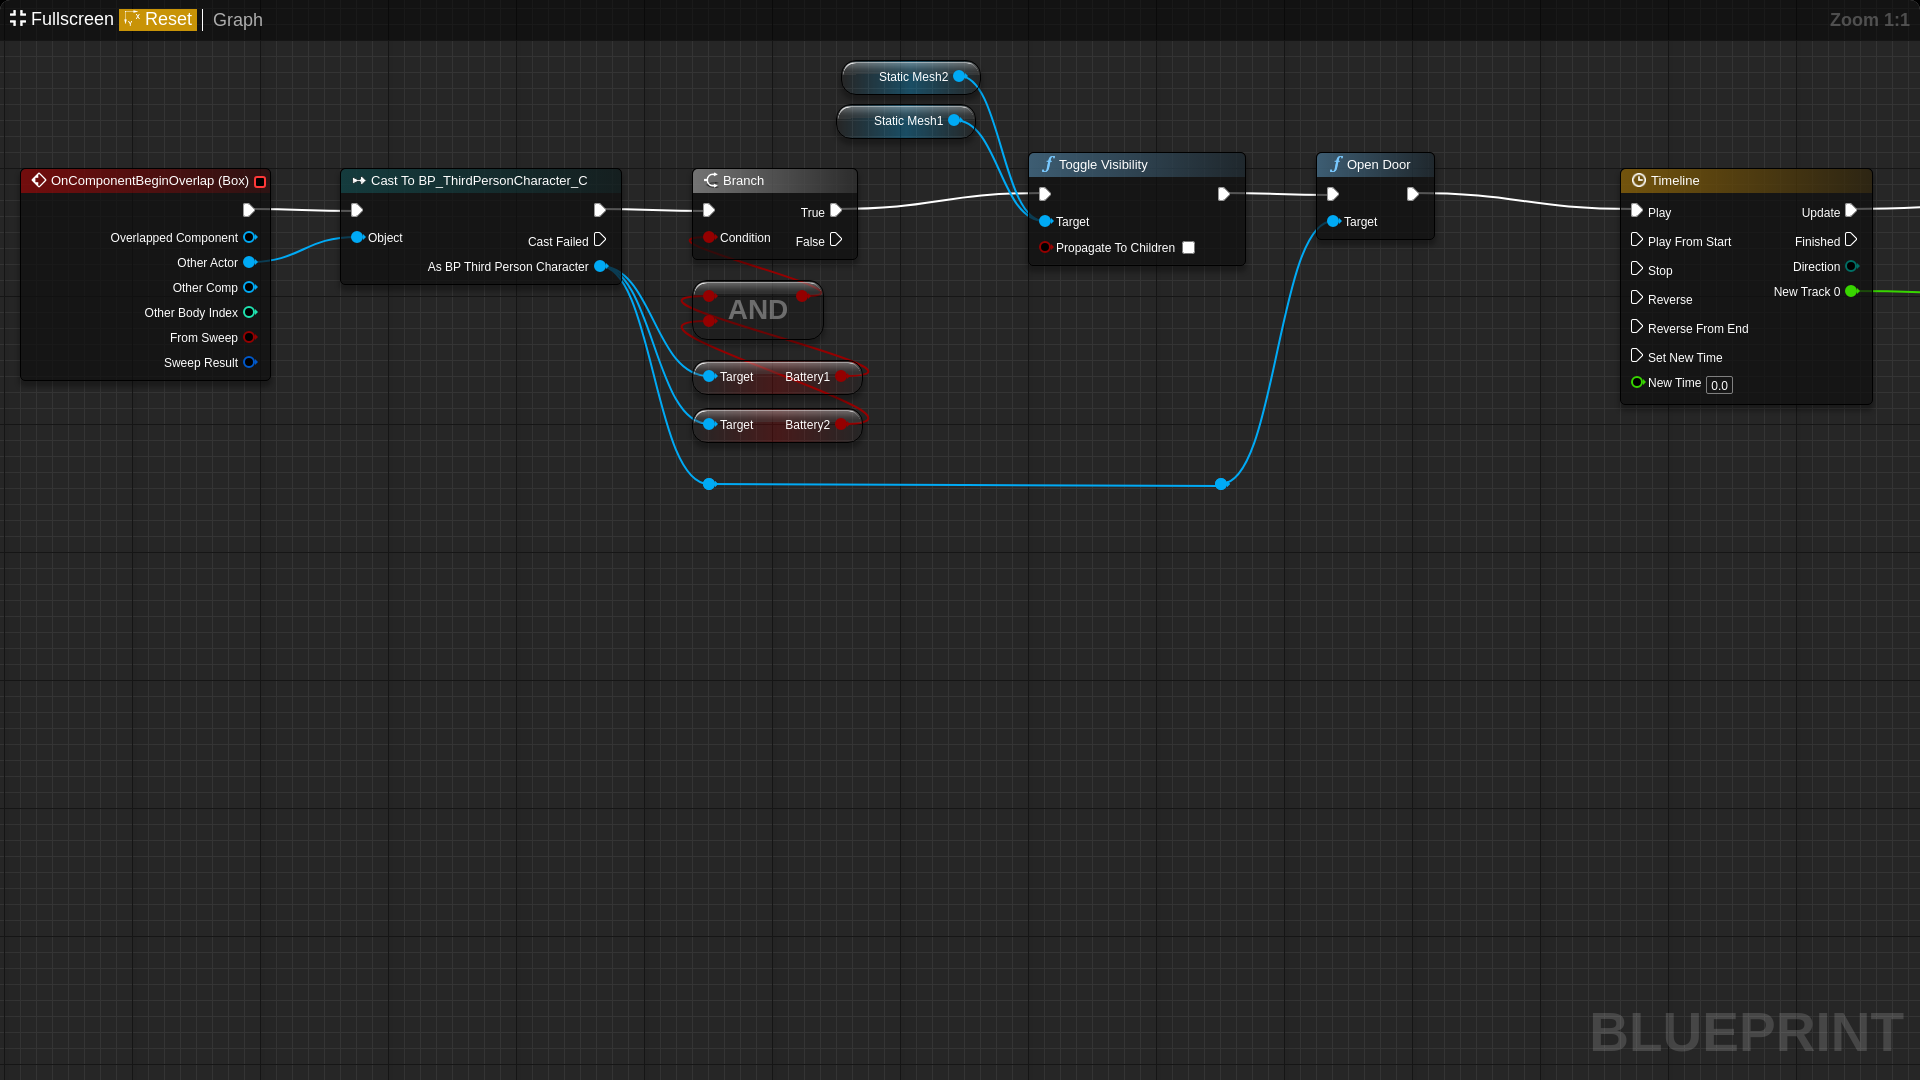 Fullscreen Reset Graph
Zoom 1:1
Static Mesh2
Static Mesh1
OnComponentBeginOverlap (Box)
Overlapped Component
Other Actor
Other Comp
Other Body Index
From Sweep
Sweep Result
Cast To BP_ThirdPersonCharacter_C
Object
Cast Failed
As BP Third Person Character
Branch
True
Condition
False
AND
Target Battery1
Target Battery2
Toggle Visibility
Target
Propagate To Children
Open Door
Target
Timeline
Play
Update
Play From Start
Finished
Stop
Direction
Reverse
New Track 0
Reverse From End
Set New Time
New Time 0.0
BLUEPRINT